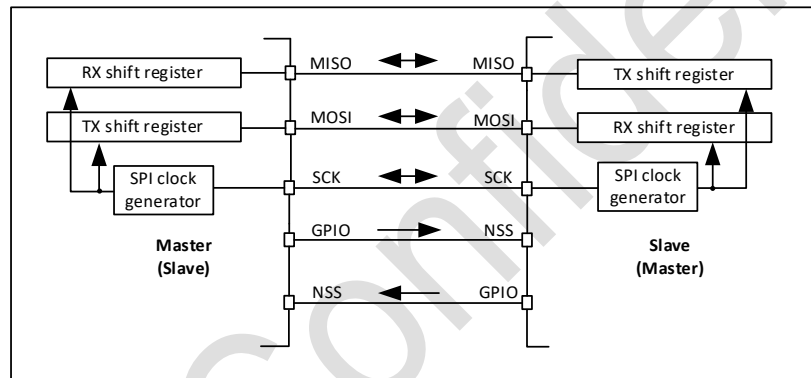 RX shift register MISO MISO TX shift register
TX shift register MOSI MOSI RX shift register
SPI clock generator SCK SCK SPI clock generator
GPIO NSS
Master (Slave) Slave (Master)
NSS GPIO